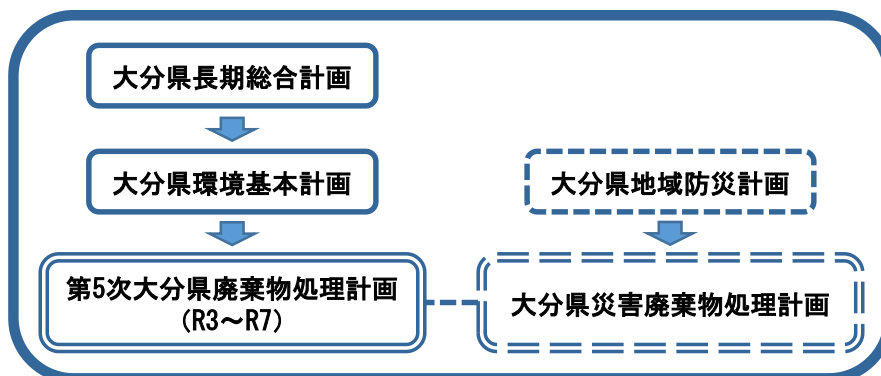 大分県長期総合計画
大分県環境基本計画
大分県地域防災計画
第5次大分県廃棄物処理計画
(R3～R7)
大分県災害廃棄物処理計画